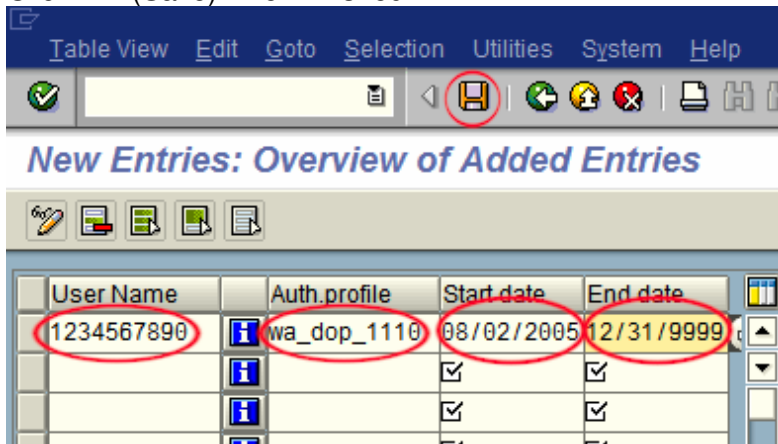 Table View Edit Goto Selection Utilities System Help
New Entries: Overview of Added Entries
User Name Auth.profile Start date End date
1234567890 wa_dop_1110 08/02/2005 12/31/9999